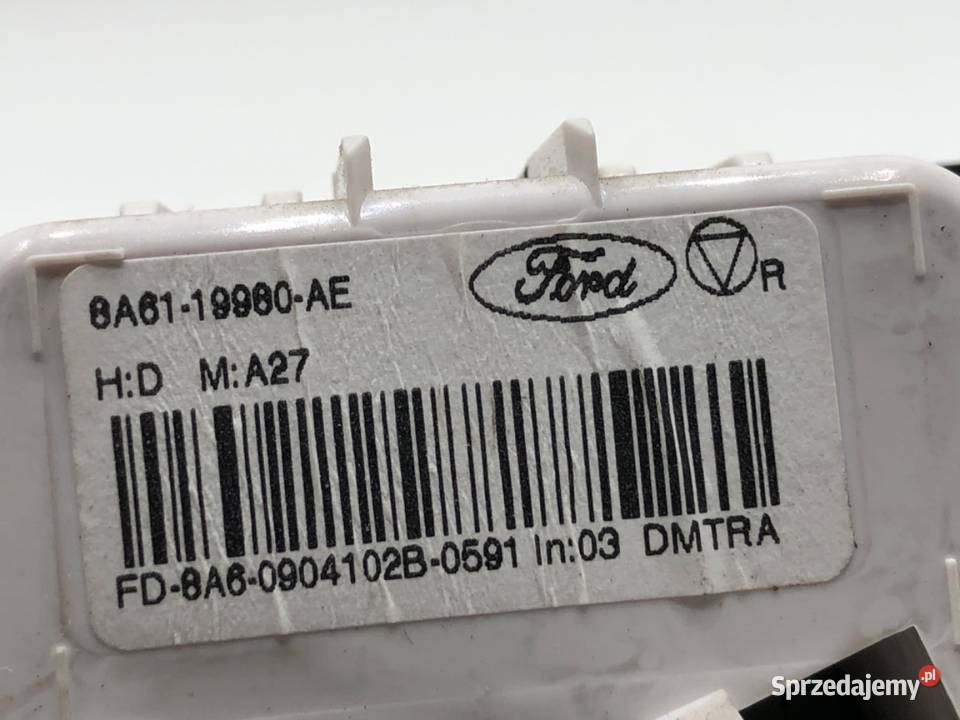 Ford
R
8A61-19980-AE
H:D M:A27
FD-8A6-0904102B-0591 In:03 DMTRA
Sprzedajemy.pl